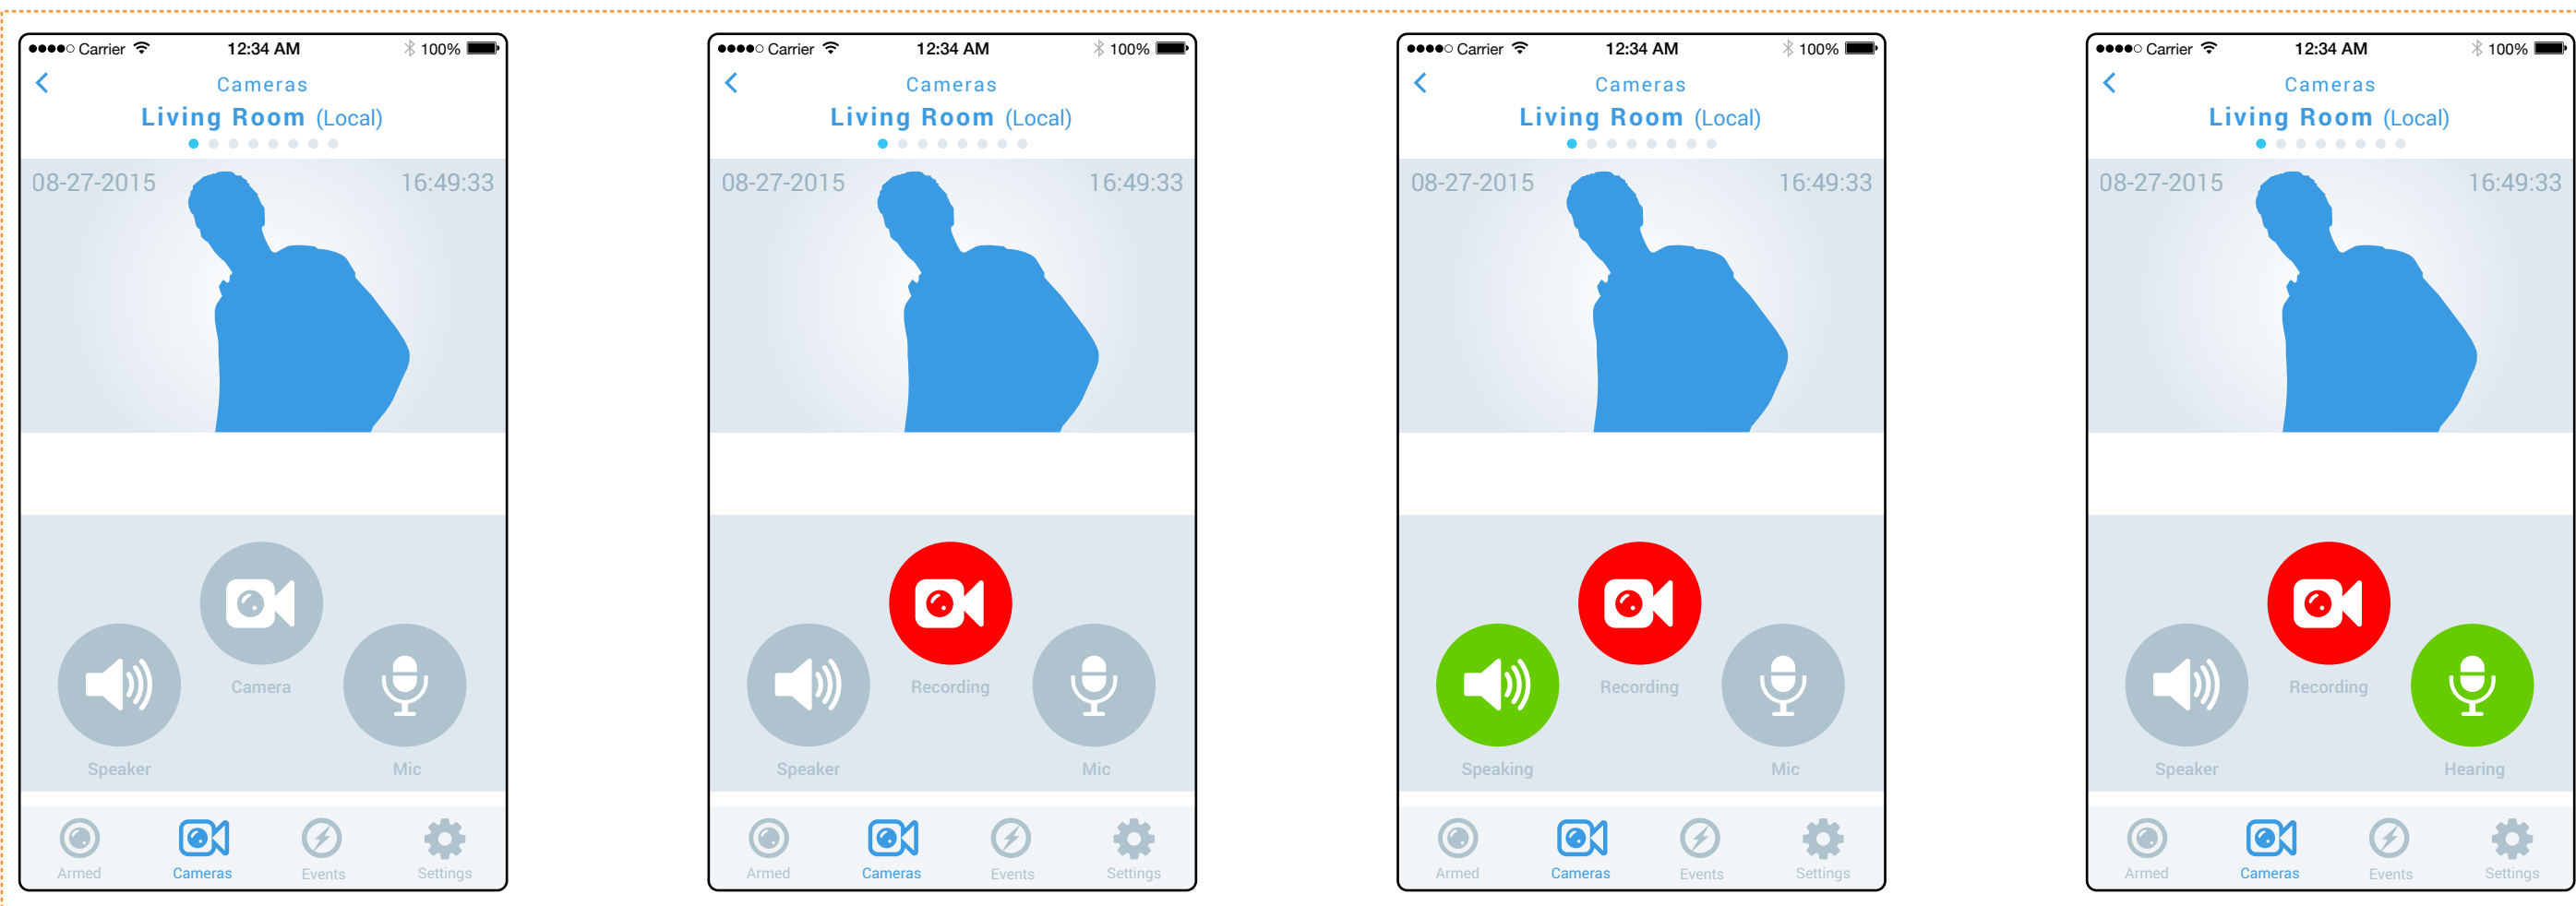 Carrier 12:34 AM 100%
Cameras
Living Room (Local)
08-27-2015 16:49:33
Camera
Speaker Mic
Armed Cameras Events Settings
Carrier 12:34 AM 100%
Cameras
Living Room (Local)
08-27-2015 16:49:33
Recording
Speaker Mic
Armed Cameras Events Settings
Carrier 12:34 AM 100%
Cameras
Living Room (Local)
08-27-2015 16:49:33
Recording
Speaking Mic
Armed Cameras Events Settings
Carrier 12:34 AM 100%
Cameras
Living Room (Local)
08-27-2015 16:49:33
Recording
Speaker Hearing
Armed Cameras Events Settings